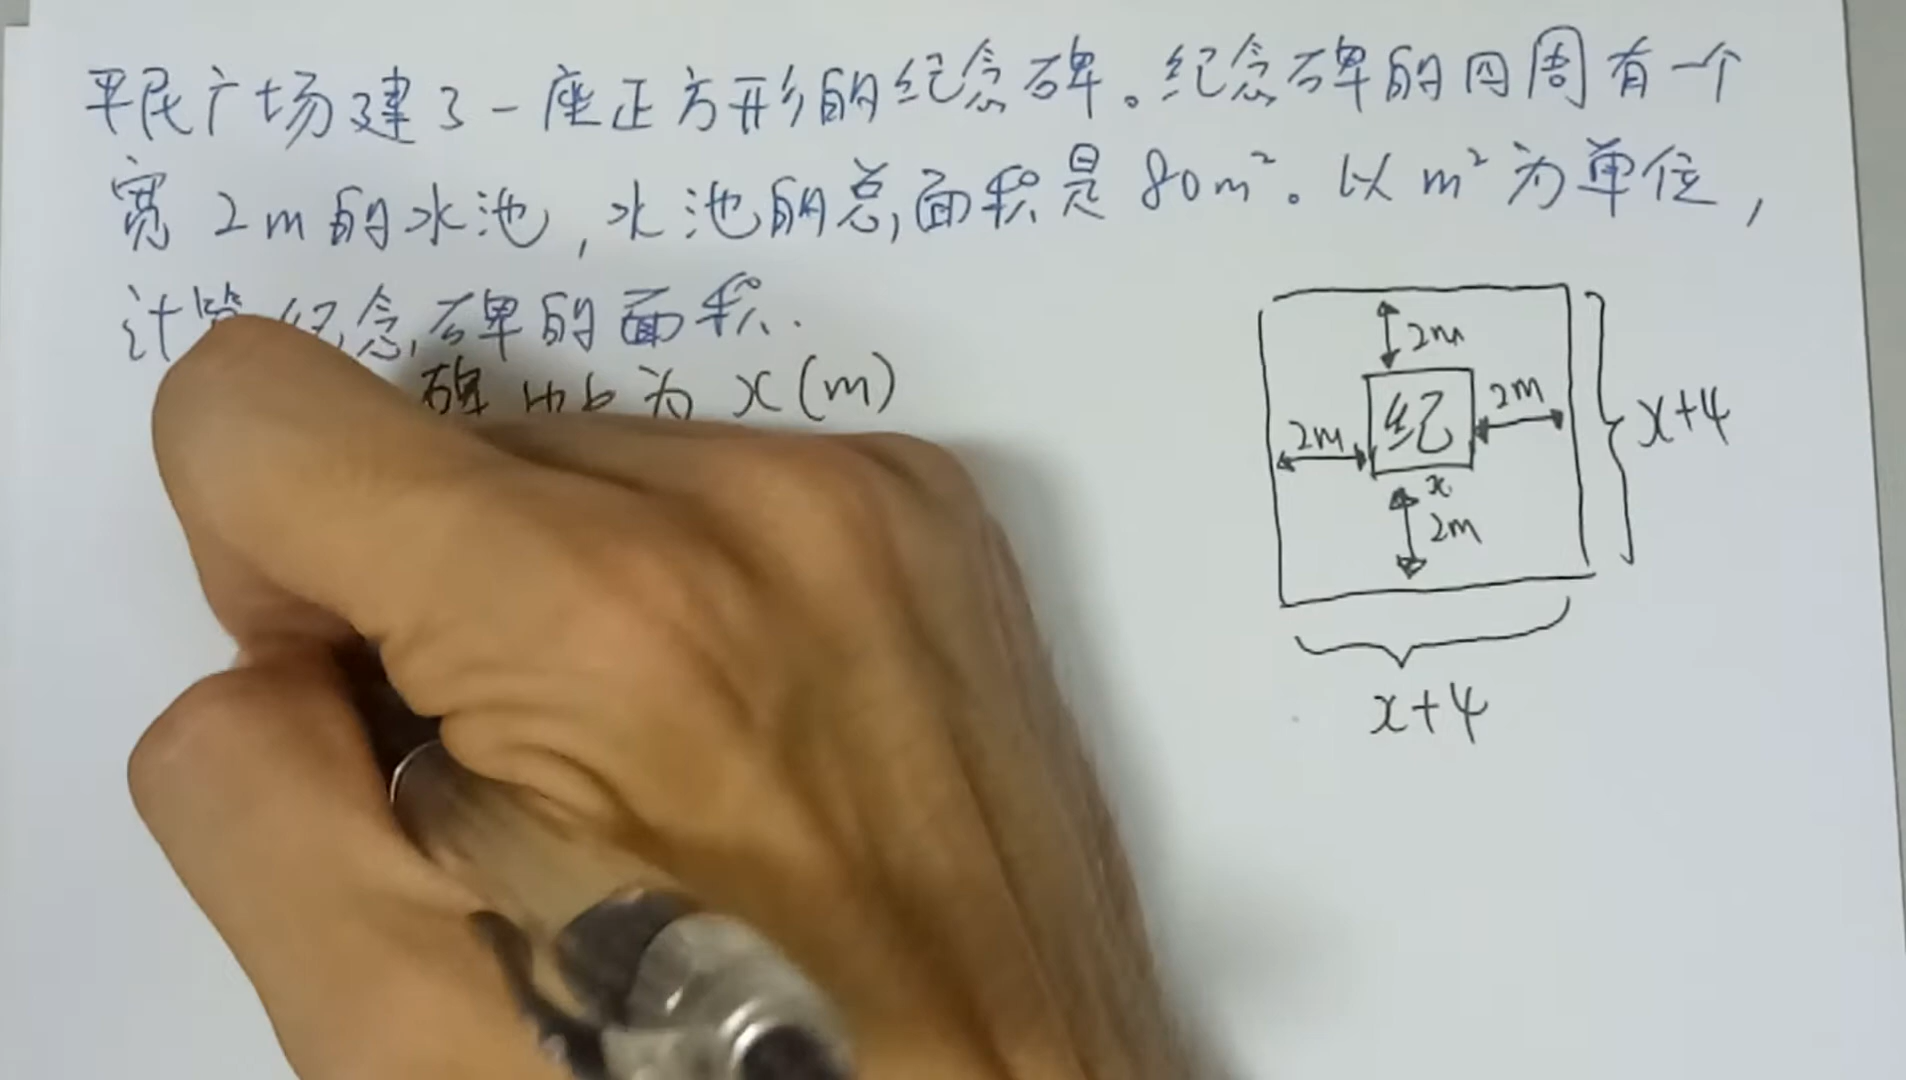 平民广场建了一座正方形的纪念碑。纪念碑的四周有一个
宽2m的水池,水池的总面积是80m²。以m²为单位,
计算纪念碑的面积.
碑 为 x(m)
2m
2m
纪
2m
x
2m
x+4
x+4